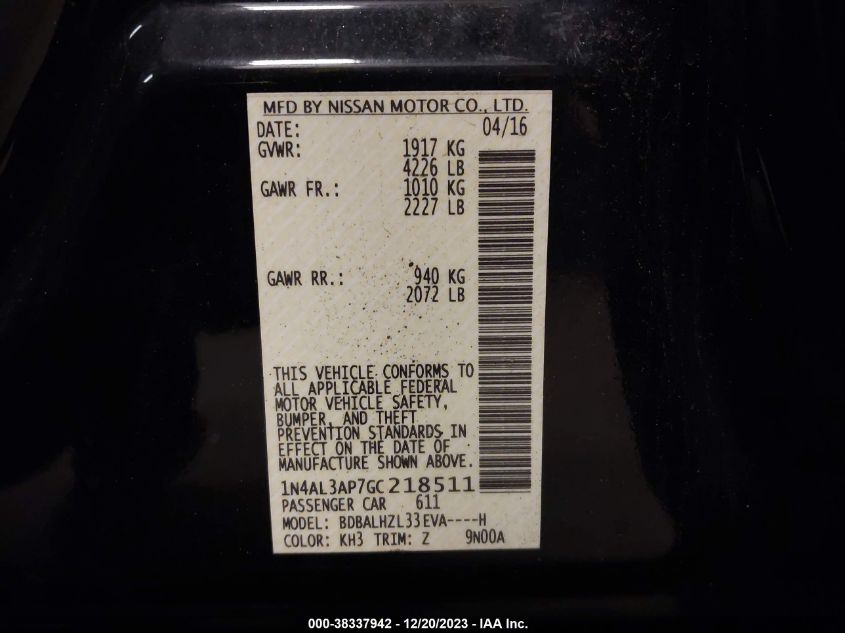 MFD BY NISSAN MOTOR CO., LTD.
DATE: 04/16
GVWR: 1917 KG
4226 LB
GAWR FR.: 1010 KG
2227 LB
GAWR RR.: 940 KG
2072 LB
THIS VEHICLE CONFORMS TO
ALL APPLICABLE FEDERAL
MOTOR VEHICLE SAFETY,
BUMPER, AND THEFT
PREVENTION STANDARDS IN
EFFECT ON THE DATE OF
MANUFACTURE SHOWN ABOVE.
1N4AL3AP7GC218511
PASSENGER CAR 611
MODEL: BDBALHZL33EVA----H
COLOR: KH3 TRIM: Z 9N00A
000-38337942 - 12/20/2023 - IAA Inc.